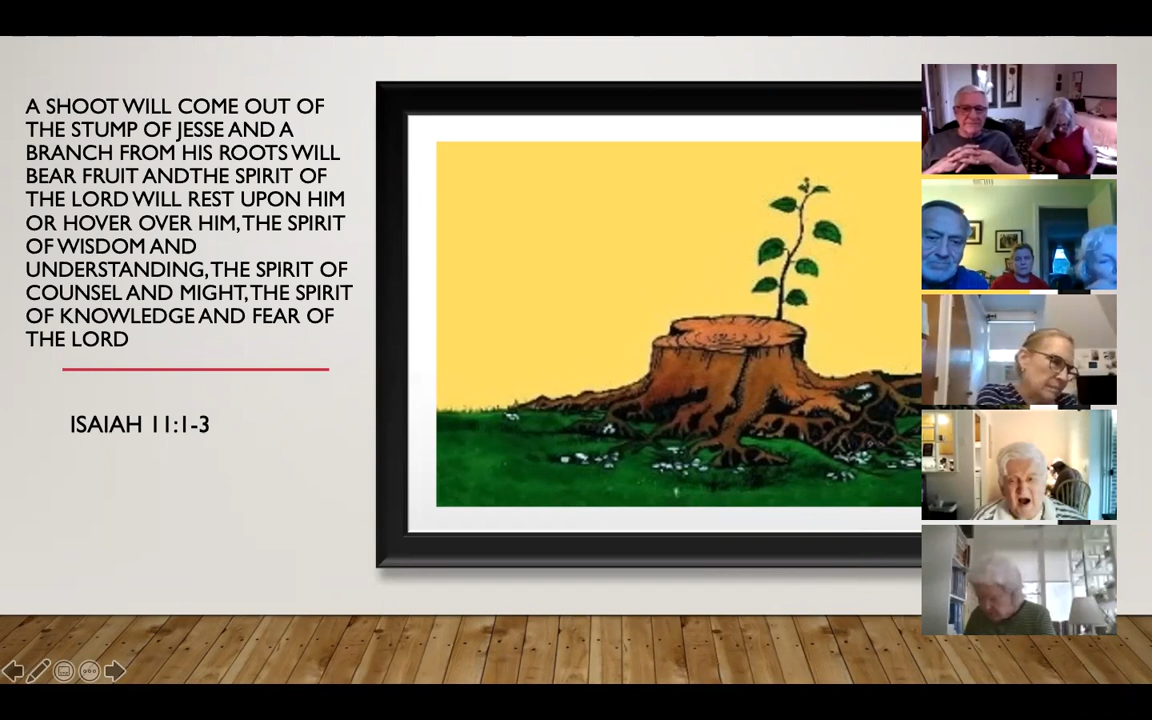 A SHOOT WILL COME OUT OF
THE STUMP OF JESSE AND A
BRANCH FROM HIS ROOTS WILL
BEAR FRUIT ANDTHE SPIRIT OF
THE LORD WILL REST UPON HIM
OR HOVER OVER HIM, THE SPIRIT
OF WISDOM AND
UNDERSTANDING, THE SPIRIT OF
COUNSEL AND MIGHT, THE SPIRIT
OF KNOWLEDGE AND FEAR OF
THE LORD
ISAIAH 11:1-3